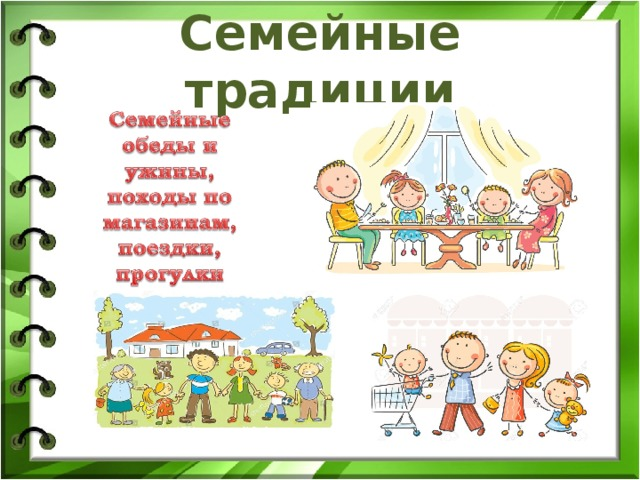 Семейные
традиции
Семейные
обеды и
ужины,
походы по
магазинам,
поездки,
прогулки